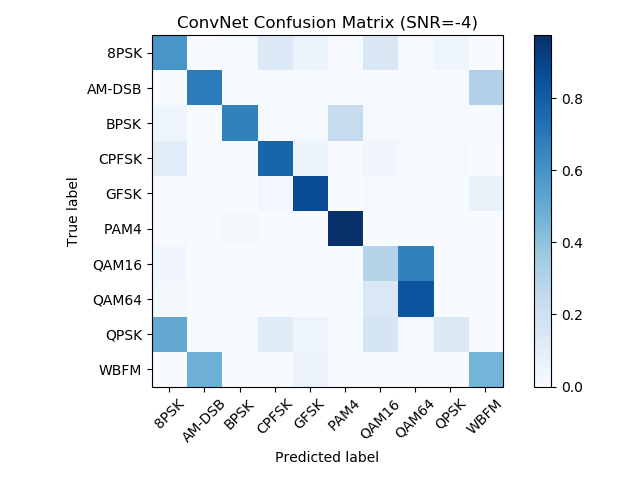 ConvNet Confusion Matrix (SNR=-4)
True label
8PSK
AM-DSB
BPSK
CPFSK
GFSK
PAM4
QAM16
QAM64
QPSK
WBFM
8PSK
AM-DSB
BPSK
CPFSK
GFSK
PAM4
QAM16
QAM64
QPSK
WBFM
Predicted label
0.8
0.6
0.4
0.2
0.0